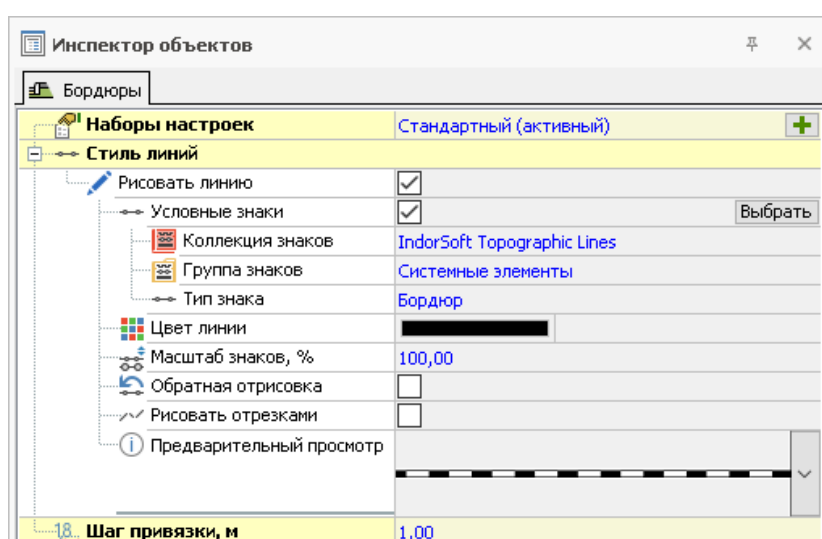 Инспектор объектов
Бордюры
Наборы настроек Стандартный (активный)
Стиль линий
Рисовать линию
Условные знаки Выбрать
Коллекция знаков IndorSoft Topographic Lines
Группа знаков Системные элементы
Тип знака Бордюр
Цвет линии
Масштаб знаков, % 100,00
Обратная отрисовка
Рисовать отрезками
Предварительный просмотр
1,8.. Шаг привязки, м 1,00